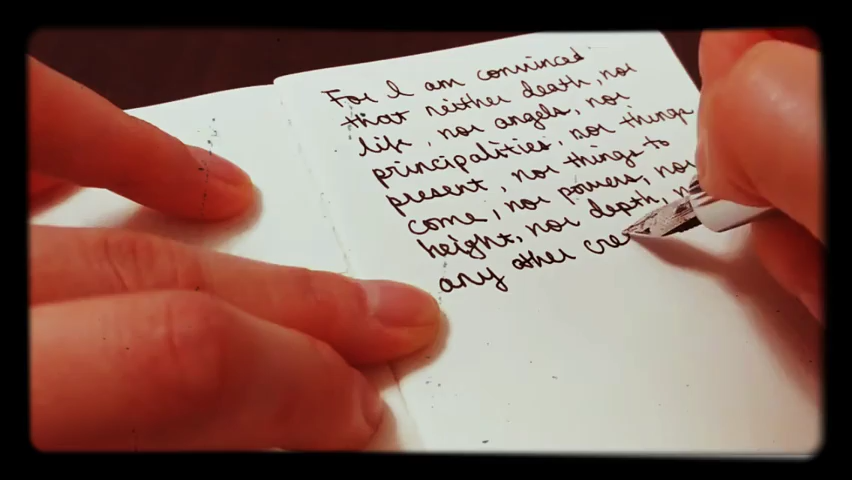 For I am convinced
that neither death, nor
life, nor angels, nor
principalities, nor things
present, nor things to
come, nor powers, nor
height, nor depth, n
any other cre